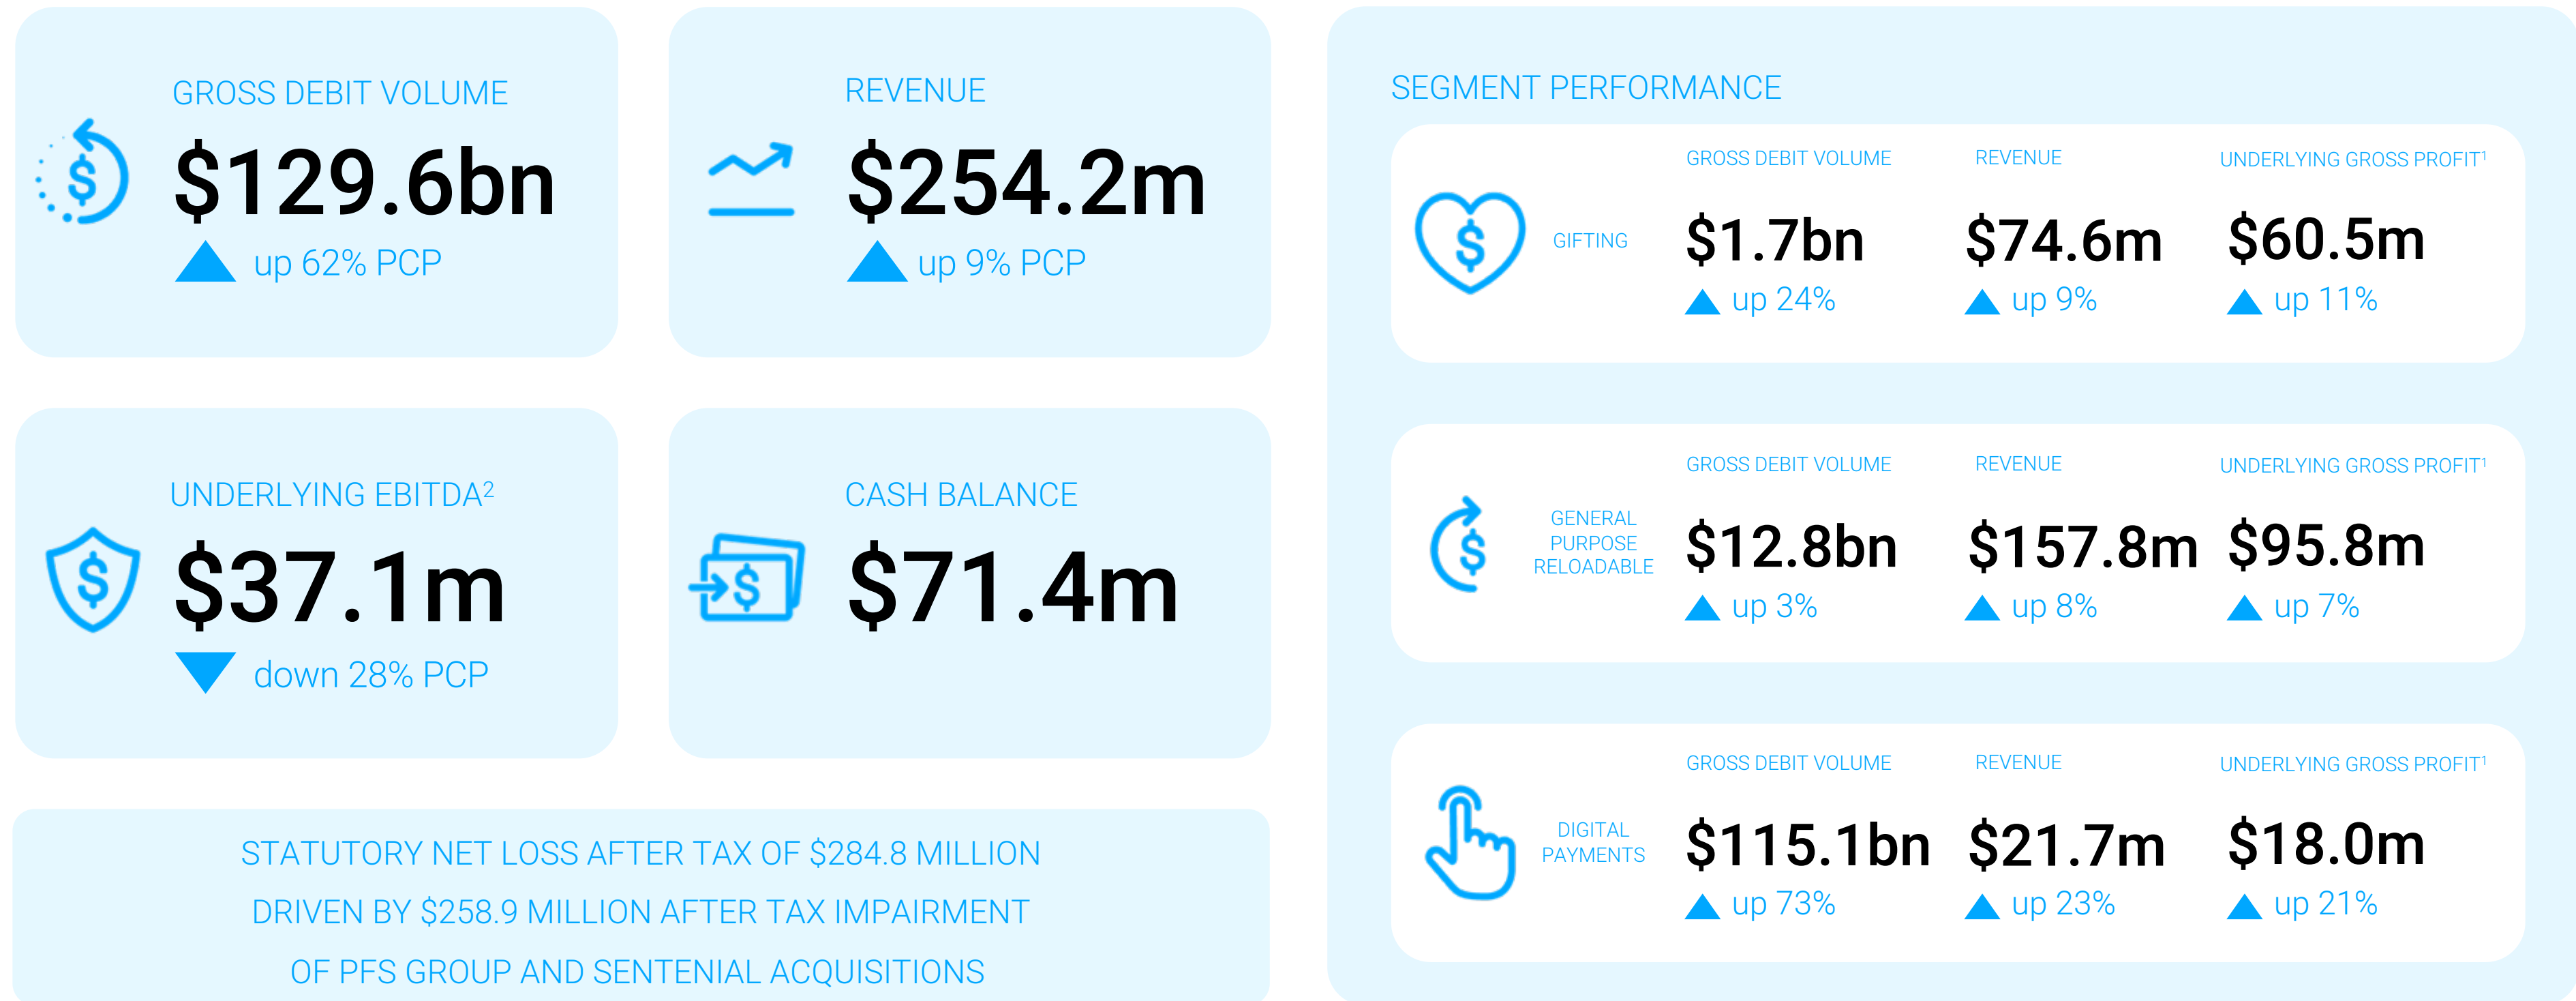 GROSS DEBIT VOLUME
$129.6bn
up 62% PCP
REVENUE
$254.2m
up 9% PCP
UNDERLYING EBITDA²
$37.1m
down 28% PCP
CASH BALANCE
$71.4m
STATUTORY NET LOSS AFTER TAX OF $284.8 MILLION
DRIVEN BY $258.9 MILLION AFTER TAX IMPAIRMENT
OF PFS GROUP AND SENTENIAL ACQUISITIONS
SEGMENT PERFORMANCE
GIFTING
GROSS DEBIT VOLUME
$1.7bn
up 24%
REVENUE
$74.6m
up 9%
UNDERLYING GROSS PROFIT¹
$60.5m
up 11%
GENERAL
PURPOSE
RELOADABLE
GROSS DEBIT VOLUME
$12.8bn
up 3%
REVENUE
$157.8m
up 8%
UNDERLYING GROSS PROFIT¹
$95.8m
up 7%
DIGITAL
PAYMENTS
GROSS DEBIT VOLUME
$115.1bn
up 73%
REVENUE
$21.7m
up 23%
UNDERLYING GROSS PROFIT¹
$18.0m
up 21%